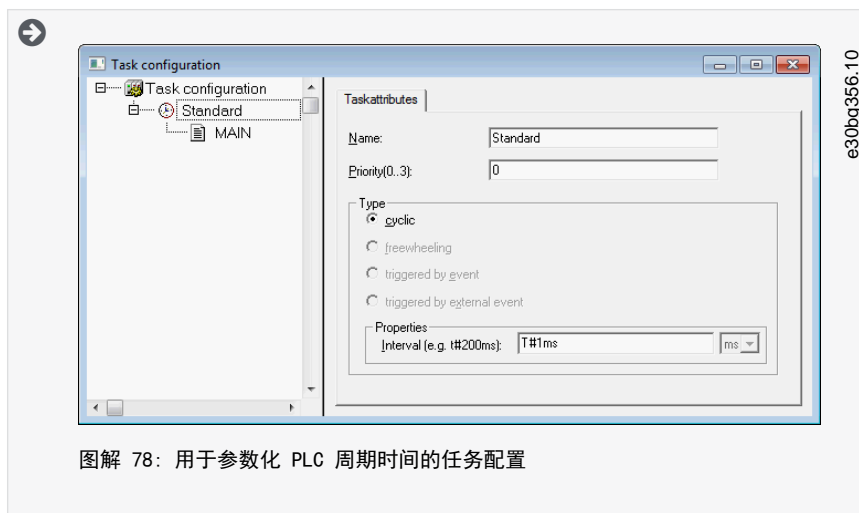 Task configuration
Task configuration
Standard
MAIN
Taskattributes
Name:
Standard
Priority(0..3):
0
Type
cyclic
freewheeling
triggered by event
triggered by external event
Properties
Interval (e.g. t#200ms):
T#1ms
ms
e30bg356.10
图解 78: 用于参数化 PLC 周期时间的任务配置